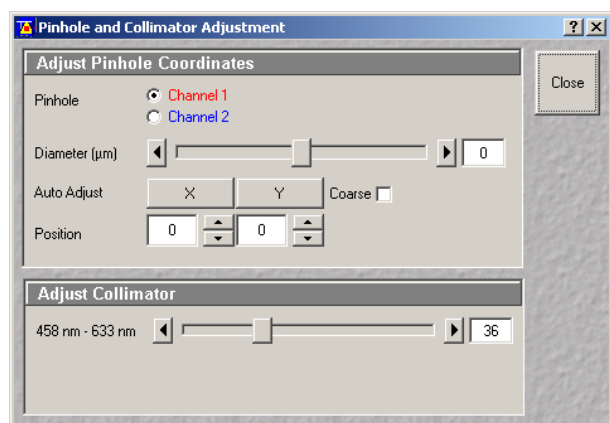 Pinhole and Collimator Adjustment
Adjust Pinhole Coordinates
Close
Pinhole
Channel 1
Channel 2
Diameter (µm)
0
Auto Adjust
X
Y
Coarse
Position
0
0
Adjust Collimator
458 nm - 633 nm
36